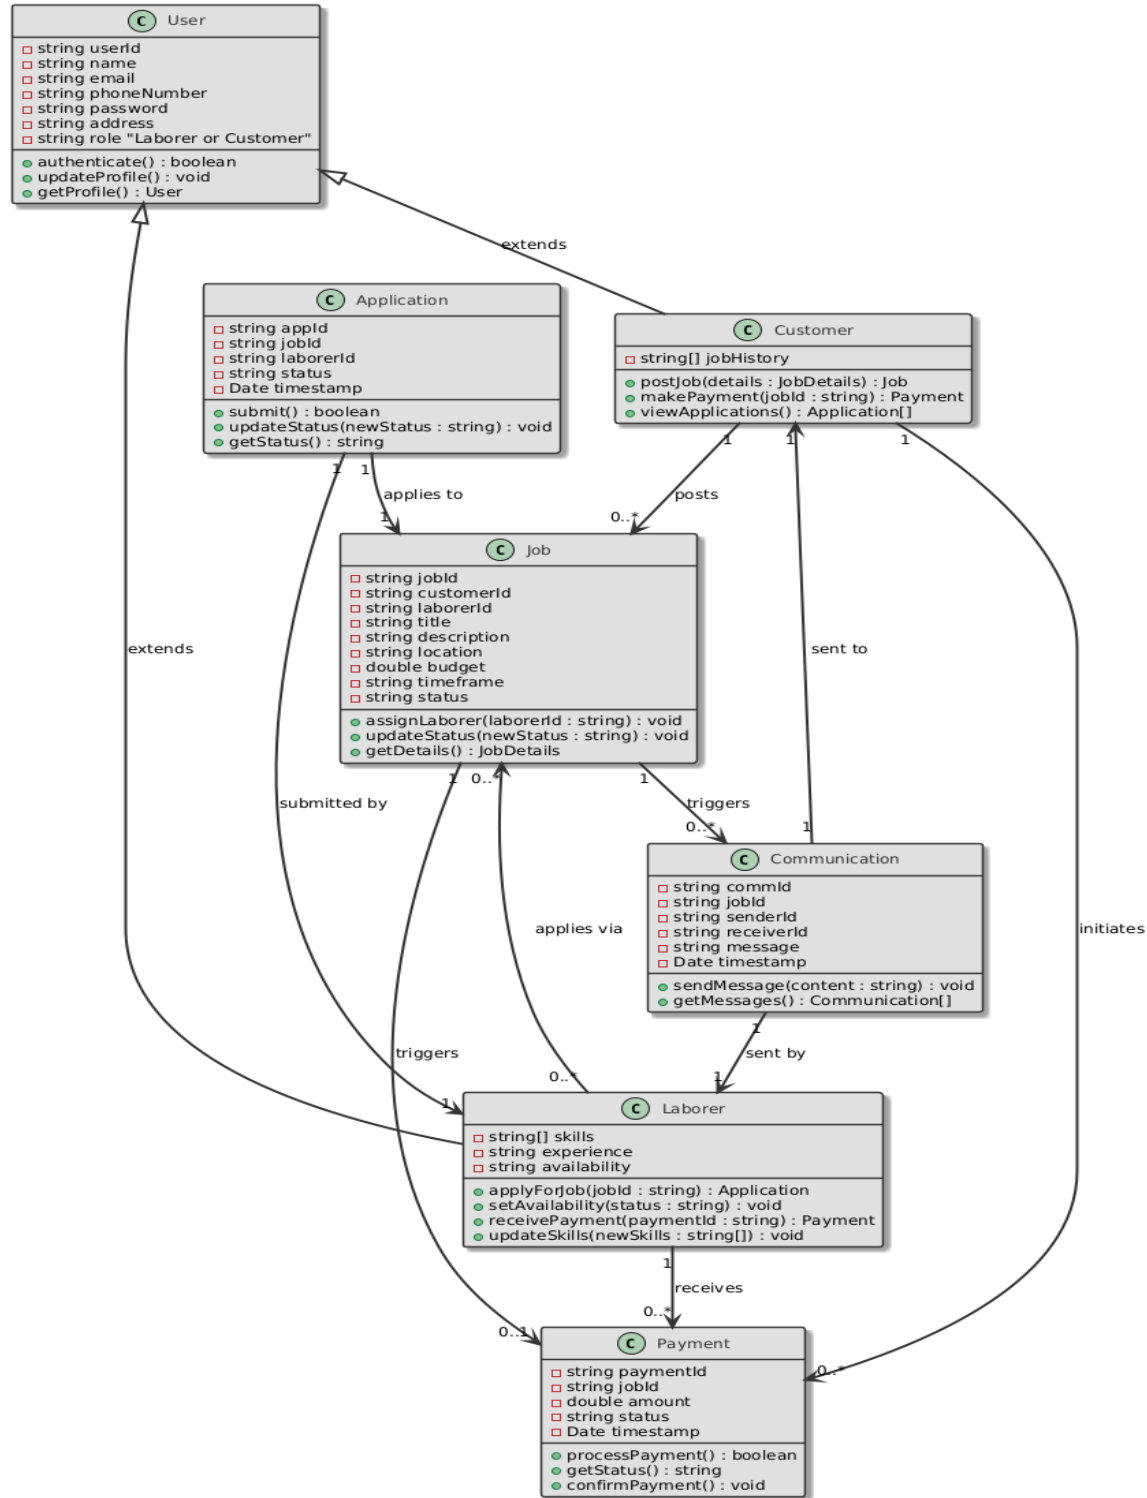 C User
string userId
string name
string email
string phoneNumber
string password
string address
string role "Laborer or Customer"
authenticate() : boolean
updateProfile() : void
getProfile() : User
extends
C Application
string appId
string jobId
string laborerId
string status
Date timestamp
submit() : boolean
updateStatus(newStatus : string) : void
getStatus() : string
C Customer
string[] jobHistory
postJob(details : JobDetails) : Job
makePayment(jobId : string) : Payment
viewApplications() : Application[]
1
1
1
1
1
applies to
posts
1
0..*
C Job
string jobId
string customerId
string laborerId
string title
string description
string location
double budget
string timeframe
string status
assignLaborer(laborerId : string) : void
updateStatus(newStatus : string) : void
getDetails() : JobDetails
extends
sent to
1
0..*
1
submitted by
triggers
0..*
1
C Communication
string commId
string jobId
string senderId
string receiverId
string message
Date timestamp
sendMessage(content : string) : void
getMessages() : Communication[]
applies via
initiates
1
triggers
sent by
0..*
1
1
C Laborer
string[] skills
string experience
string availability
applyForJob(jobId : string) : Application
setAvailability(status : string) : void
receivePayment(paymentId : string) : Payment
updateSkills(newSkills : string[]) : void
1
receives
0..*
0..1
0..*
C Payment
string paymentId
string jobId
double amount
string status
Date timestamp
processPayment() : boolean
getStatus() : string
confirmPayment() : void